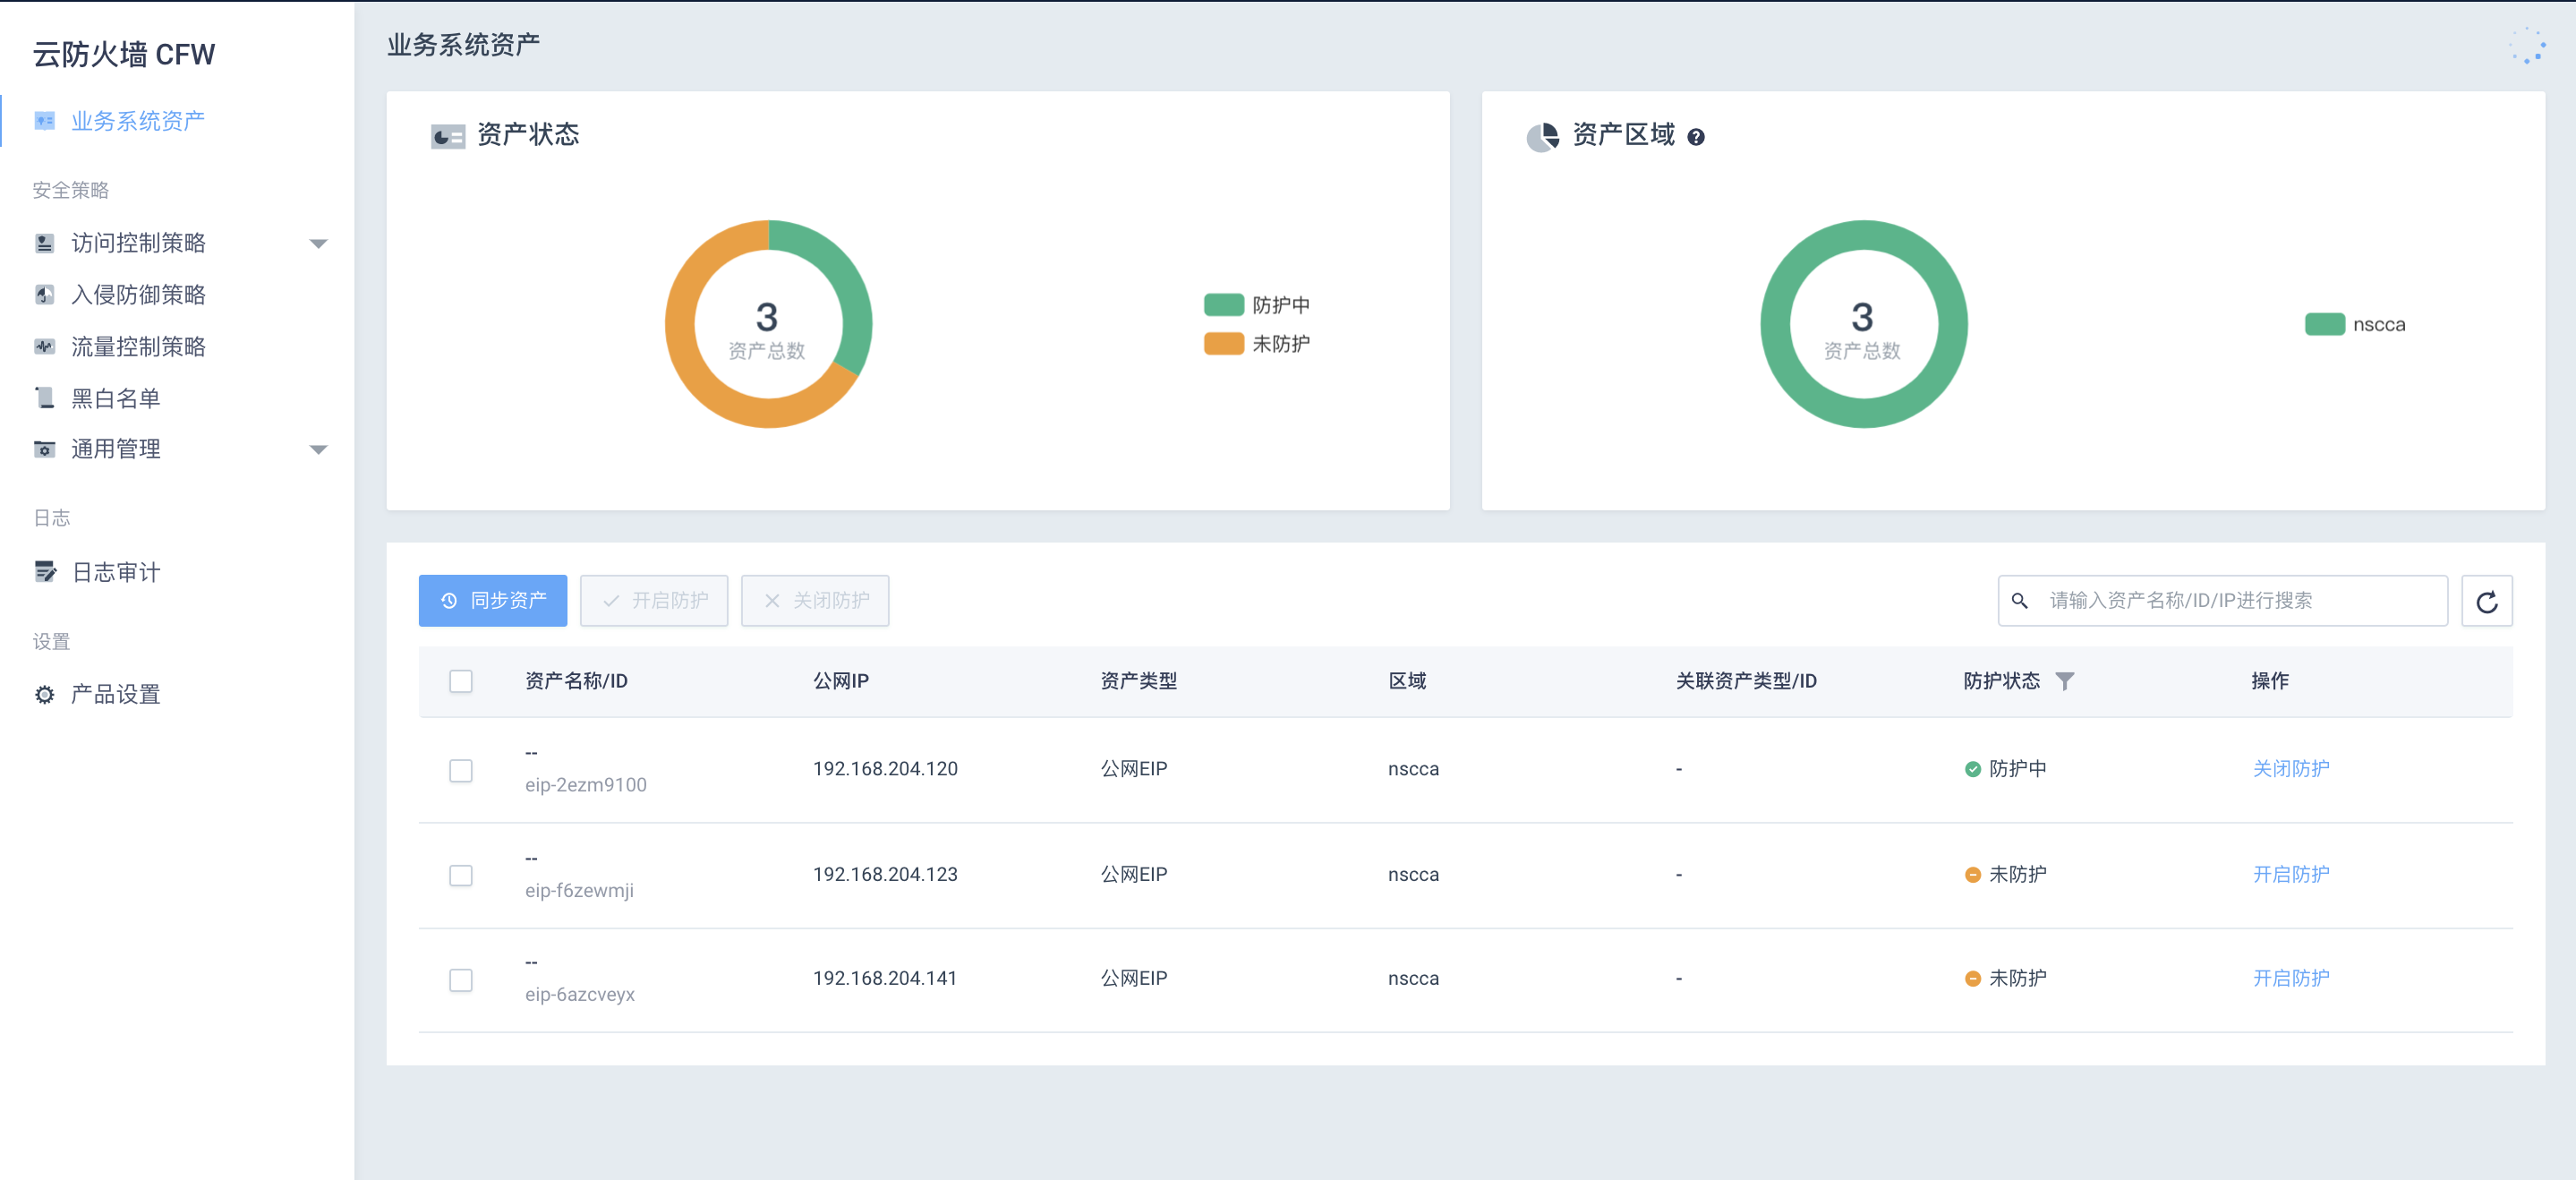 云防火墙 CFW
业务系统资产
安全策略
访问控制策略
入侵防御策略
流量控制策略
黑白名单
通用管理
日志
日志审计
设置
产品设置
业务系统资产
资产状态
3
资产总数
防护中
未防护
资产区域
3
资产总数
nscca
同步资产 开启防护 关闭防护 请输入资产名称/ID/IP进行搜索
资产名称/ID 公网IP 资产类型 区域 关联资产类型/ID 防护状态 操作
--
eip-2ezm9100 192.168.204.120 公网EIP nscca - 防护中 关闭防护
--
eip-f6zewmji 192.168.204.123 公网EIP nscca - 未防护 开启防护
--
eip-6azcveyx 192.168.204.141 公网EIP nscca - 未防护 开启防护